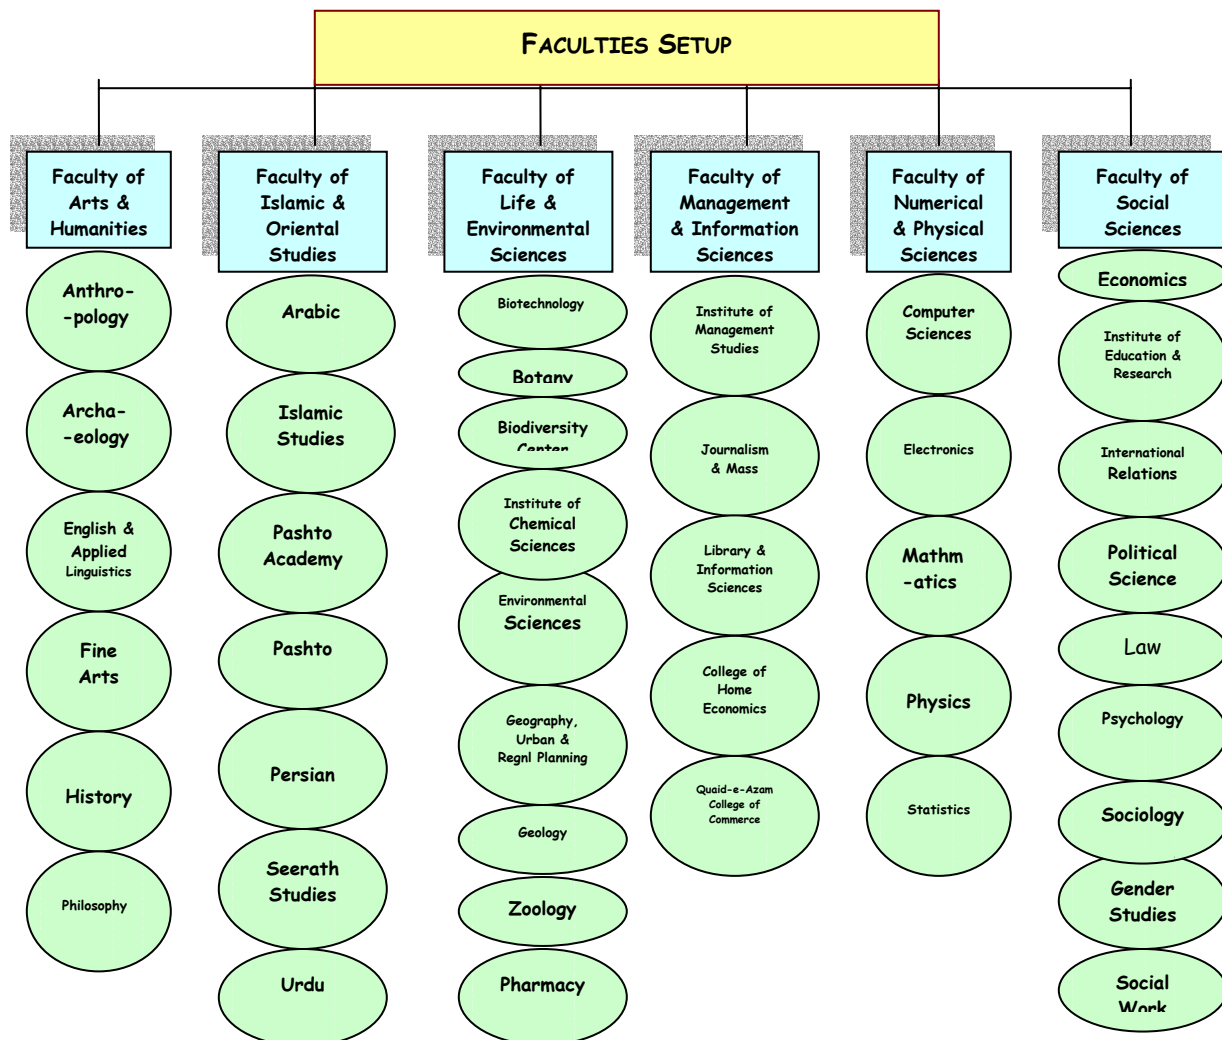 FACULTIES SETUP
Faculty of
Arts &
Humanities
Anthro-
-pology
Archa-
-eology
English &
Applied
Linguistics
Fine
Arts
History
Philosophy
Faculty of
Islamic &
Oriental
Studies
Arabic
Islamic
Studies
Pashto
Academy
Pashto
Persian
Seerath
Studies
Urdu
Faculty of
Life &
Environmental
Sciences
Biotechnology
Botany
Biodiversity
Center
Institute of
Chemical
Sciences
Environmental
Sciences
Geography,
Urban &
Regnl Planning
Geology
Zoology
Pharmacy
Faculty of
Management
& Information
Sciences
Institute of
Management
Studies
Journalism
& Mass
Library &
Information
Sciences
College of
Home
Economics
Quaid-e-Azam
College of
Commerce
Faculty of
Numerical
& Physical
Sciences
Computer
Sciences
Electronics
Mathm
-atics
Physics
Statistics
Faculty of
Social
Sciences
Economics
Institute of
Education &
Research
International
Relations
Political
Science
Law
Psychology
Sociology
Gender
Studies
Social
Work